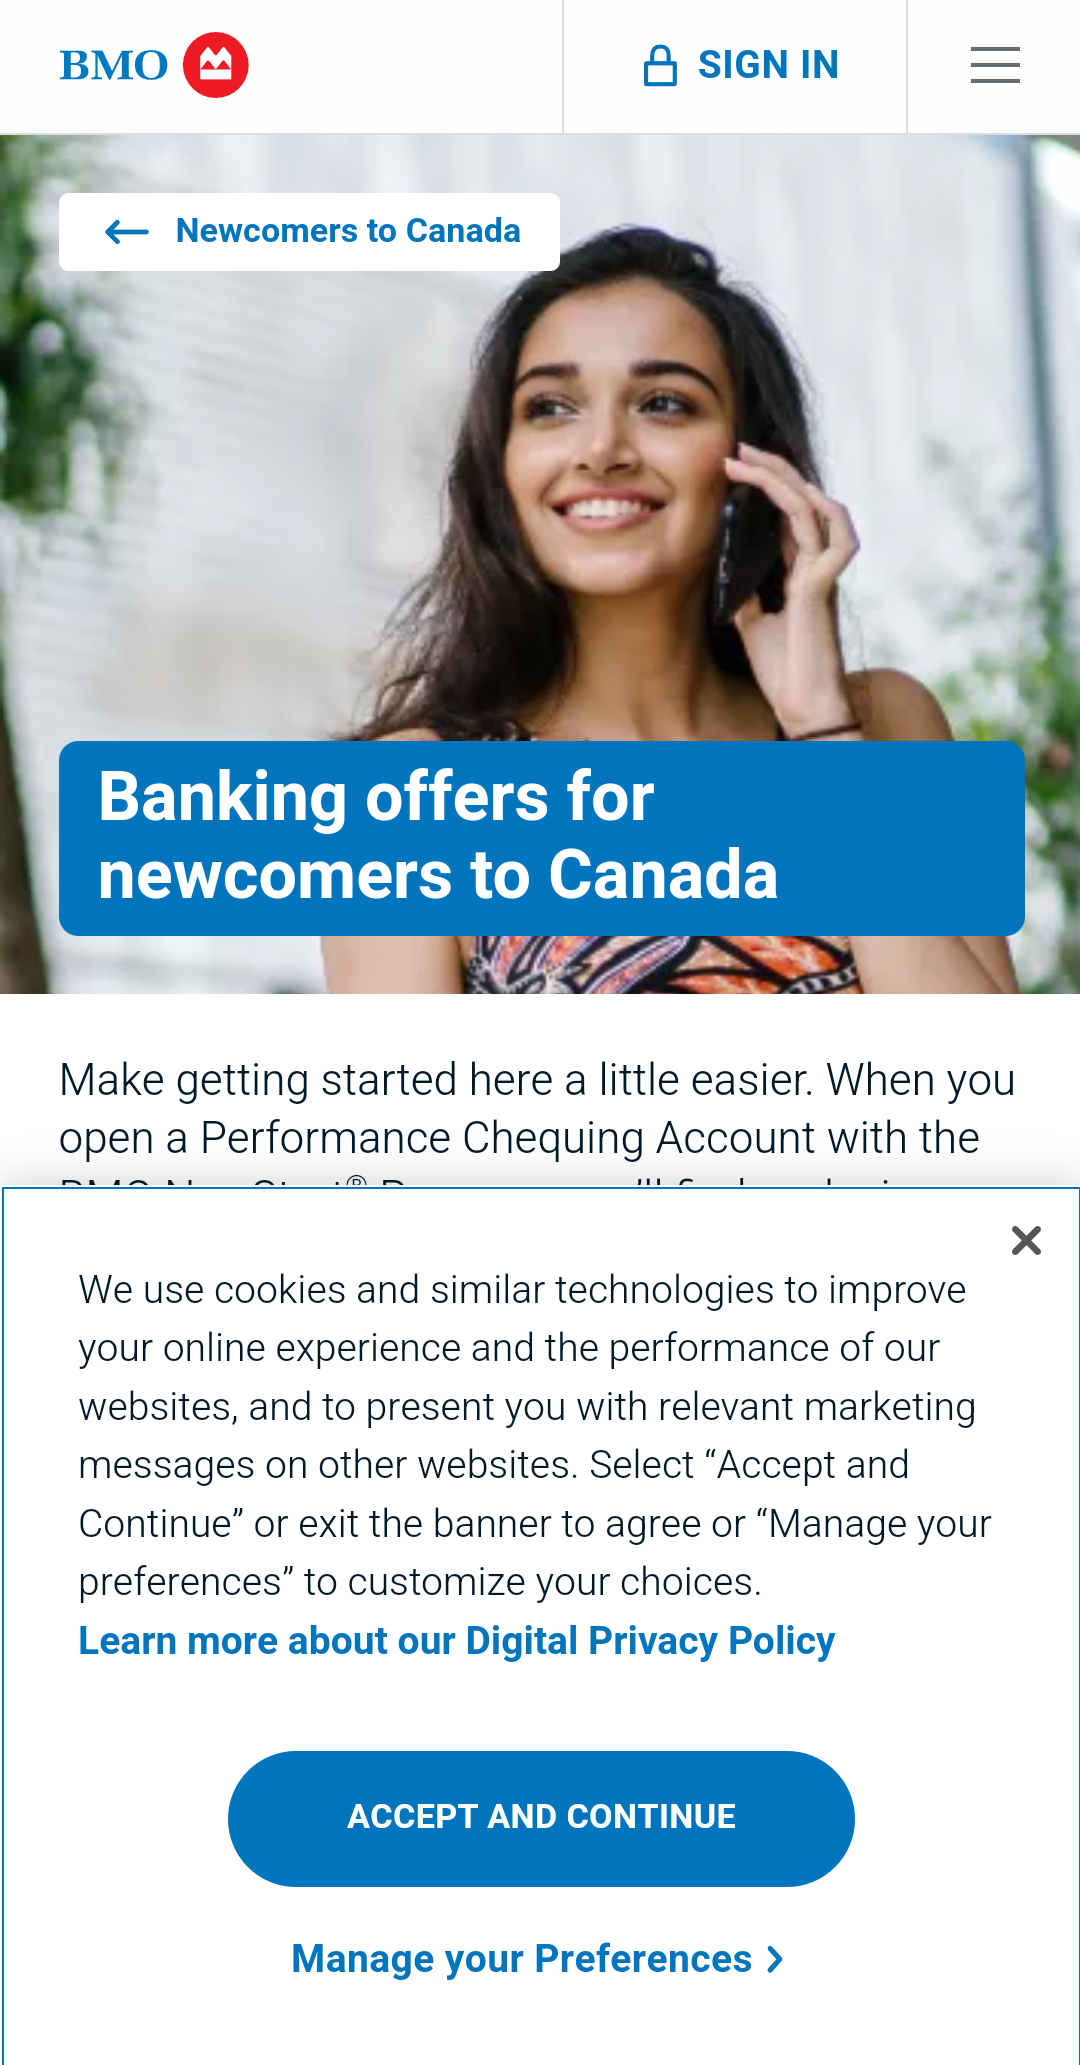 BMO
SIGN IN
Newcomers to Canada
Banking offers for
newcomers to Canada
Make getting started here a little easier. When you
open a Performance Chequing Account with the
We use cookies and similar technologies to improve
your online experience and the performance of our
websites, and to present you with relevant marketing
messages on other websites. Select “Accept and
Continue” or exit the banner to agree or “Manage your
preferences” to customize your choices.
Learn more about our Digital Privacy Policy
ACCEPT AND CONTINUE
Manage your Preferences